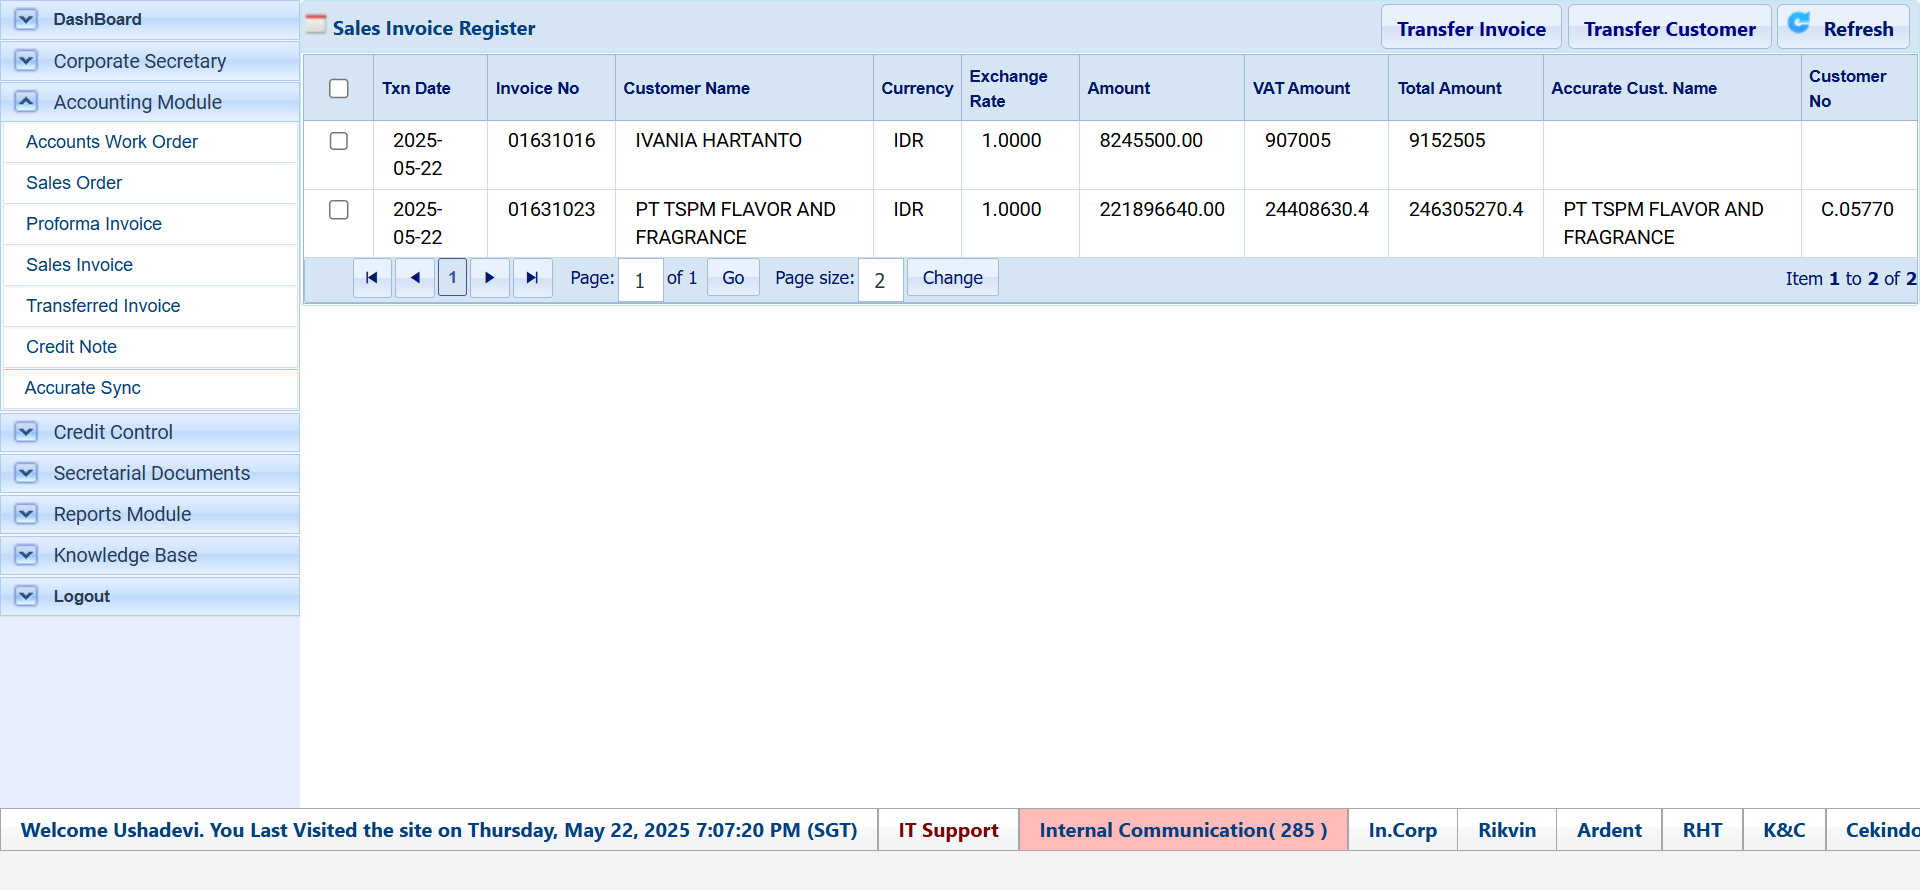 DashBoard
Corporate Secretary
Accounting Module
Accounts Work Order
Sales Order
Proforma Invoice
Sales Invoice
Transferred Invoice
Credit Note
Accurate Sync
Credit Control
Secretarial Documents
Reports Module
Knowledge Base
Logout
Sales Invoice Register
Transfer Invoice
Transfer Customer
Refresh
Txn Date Invoice No Customer Name Currency Exchange Rate Amount VAT Amount Total Amount Accurate Cust. Name Customer No
2025-05-22 01631016 IVANIA HARTANTO IDR 1.0000 8245500.00 907005 9152505
2025-05-22 01631023 PT TSPM FLAVOR AND FRAGRANCE IDR 1.0000 221896640.00 24408630.4 246305270.4 PT TSPM FLAVOR AND FRAGRANCE C.05770
1 Page: 1 of 1 Go Page size: 2 Change Item 1 to 2 of 2
Welcome Ushadevi. You Last Visited the site on Thursday, May 22, 2025 7:07:20 PM (SGT) IT Support Internal Communication( 285 ) In.Corp Rikvin Ardent RHT K&C Cekindo